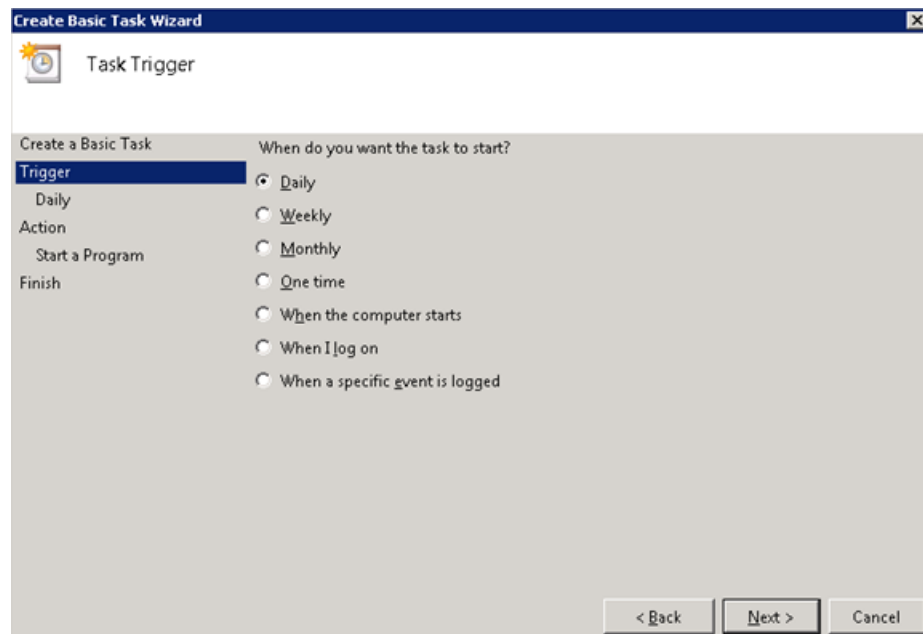 Create Basic Task Wizard
Task Trigger
Create a Basic Task
Trigger
Daily
Action
Start a Program
Finish
When do you want the task to start?
Daily
Weekly
Monthly
One time
When the computer starts
When I log on
When a specific event is logged
< Back
Next >
Cancel